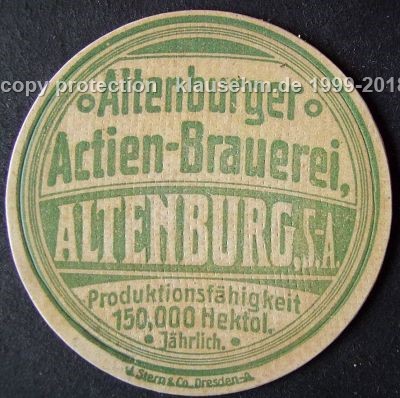 copy protection klausehm.de 1999-2018
Altenburger
Actien-Brauerei,
ALTENBURG, S.-A.
Produktionsfähigkeit
150,000 Hektol.
• Jährlich. •
J. Stern & Co. Dresden-A.